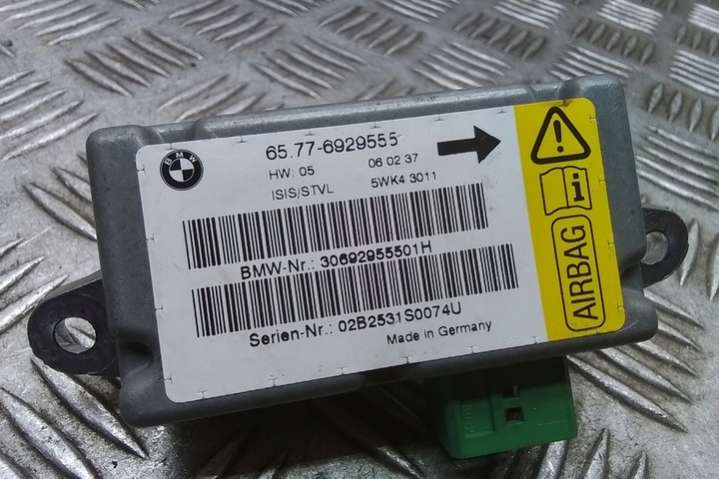 BMW
65.77-6929555
HW: 05 06 02 37
ISIS/STVL 5WK4 3011
BMW-Nr.: 30692955501H
Serien-Nr.: 02B2531S0074U
Made in Germany
AIRBAG